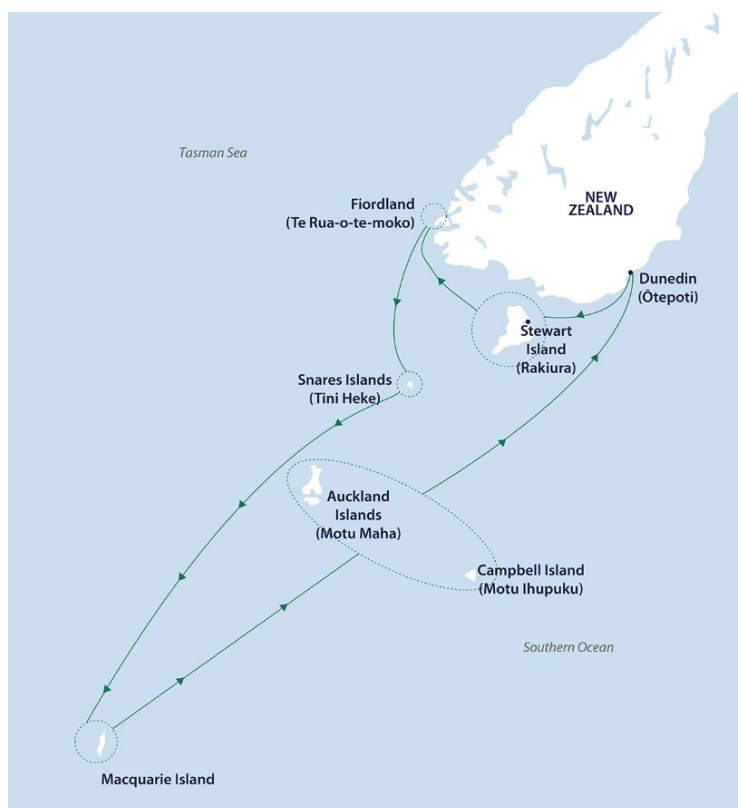 Tasman Sea
Fiordland
(Te Rua-o-te-moko)
NEW
ZEALAND
Dunedin
(Ōtepoti)
Stewart
Island
(Rakiura)
Snares Islands
(Tini Heke)
Auckland
Islands
(Motu Maha)
Campbell Island
(Motu Ihupuku)
Southern Ocean
Macquarie Island